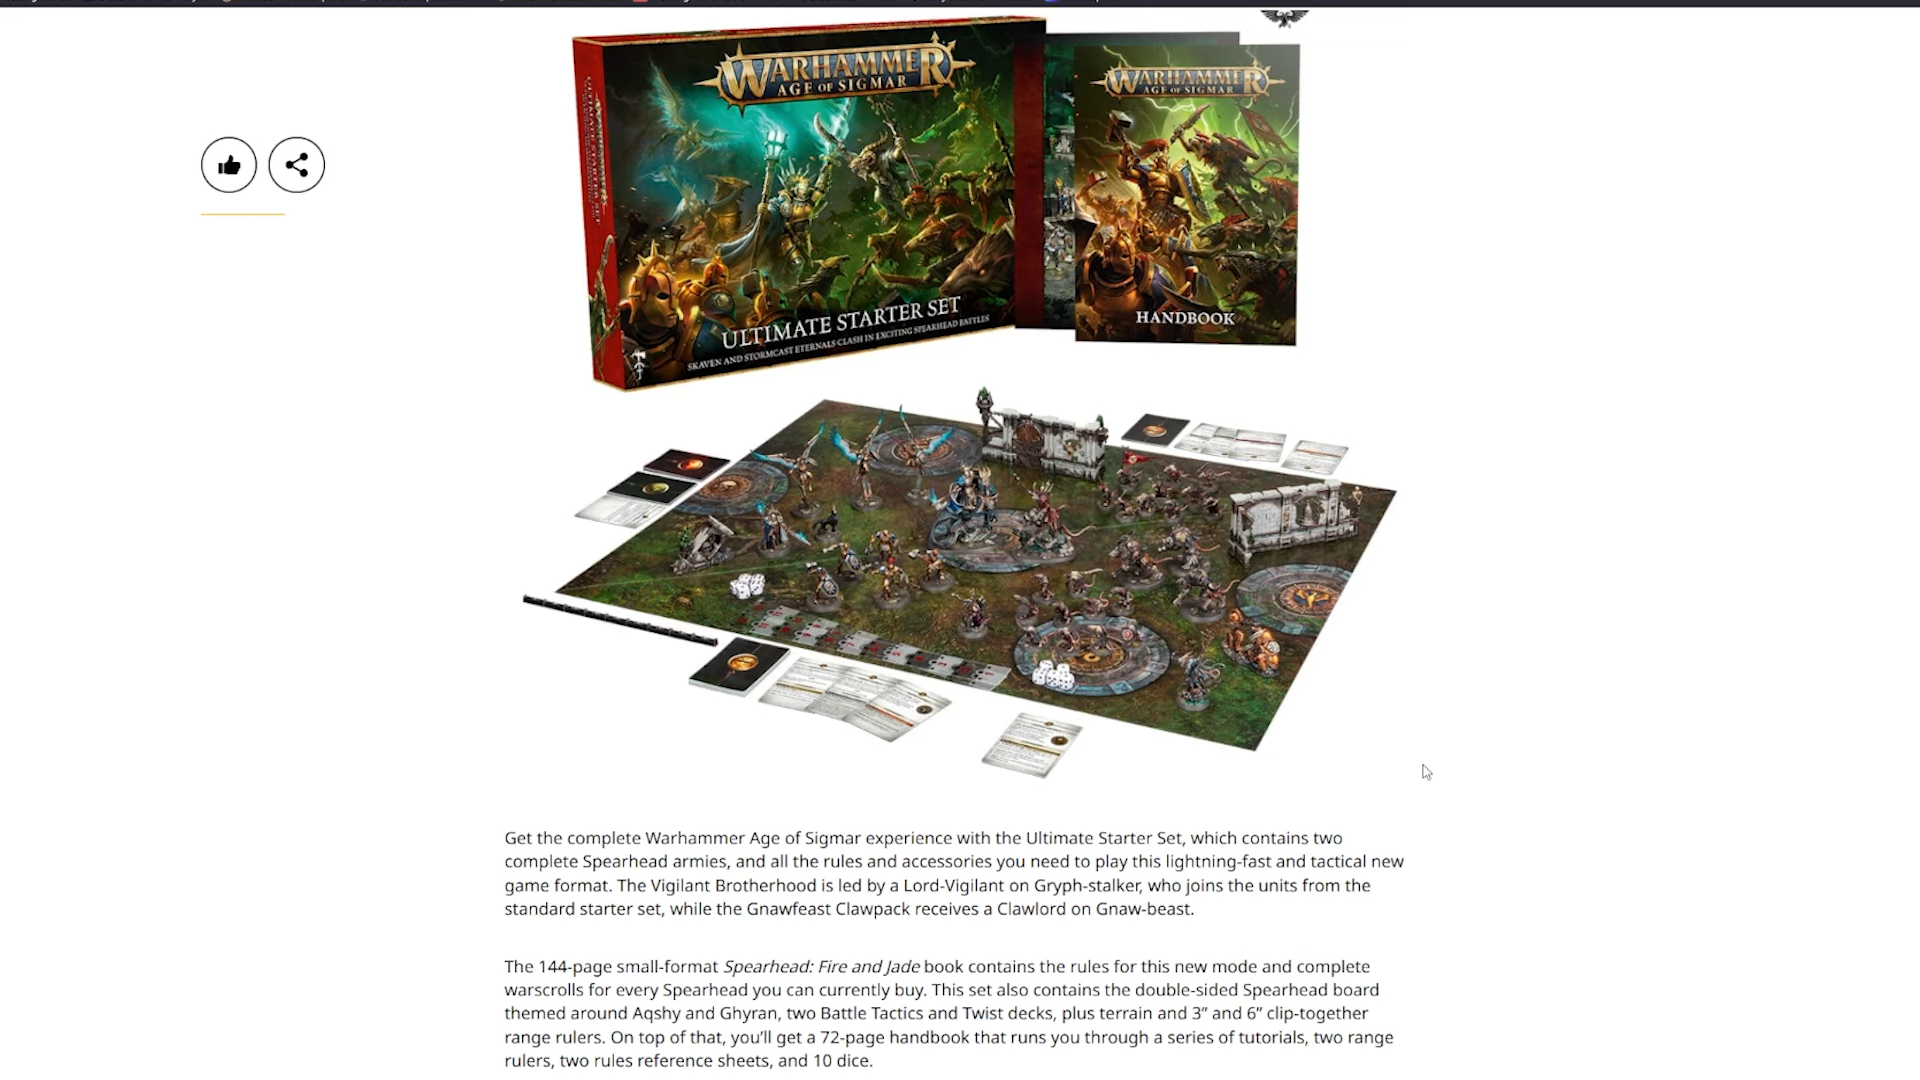 WARHAMMER
AGE OF SIGMAR
ULTIMATE STARTER SET
SKAVEN AND STORMCAST ETERNALS CLASH IN EXCITING SPEARHEAD BATTLES
WARHAMMER
AGE OF SIGMAR
HANDBOOK
Get the complete Warhammer Age of Sigmar experience with the Ultimate Starter Set, which contains two
complete Spearhead armies, and all the rules and accessories you need to play this lightning-fast and tactical new
game format. The Vigilant Brotherhood is led by a Lord-Vigilant on Gryph-stalker, who joins the units from the
standard starter set, while the Gnawfeast Clawpack receives a Clawlord on Gnaw-beast.
The 144-page small-format Spearhead: Fire and Jade book contains the rules for this new mode and complete
warscrolls for every Spearhead you can currently buy. This set also contains the double-sided Spearhead board
themed around Aqshy and Ghyran, two Battle Tactics and Twist decks, plus terrain and 3” and 6” clip-together
range rulers. On top of that, you’ll get a 72-page handbook that runs you through a series of tutorials, two range
rulers, two rules reference sheets, and 10 dice.